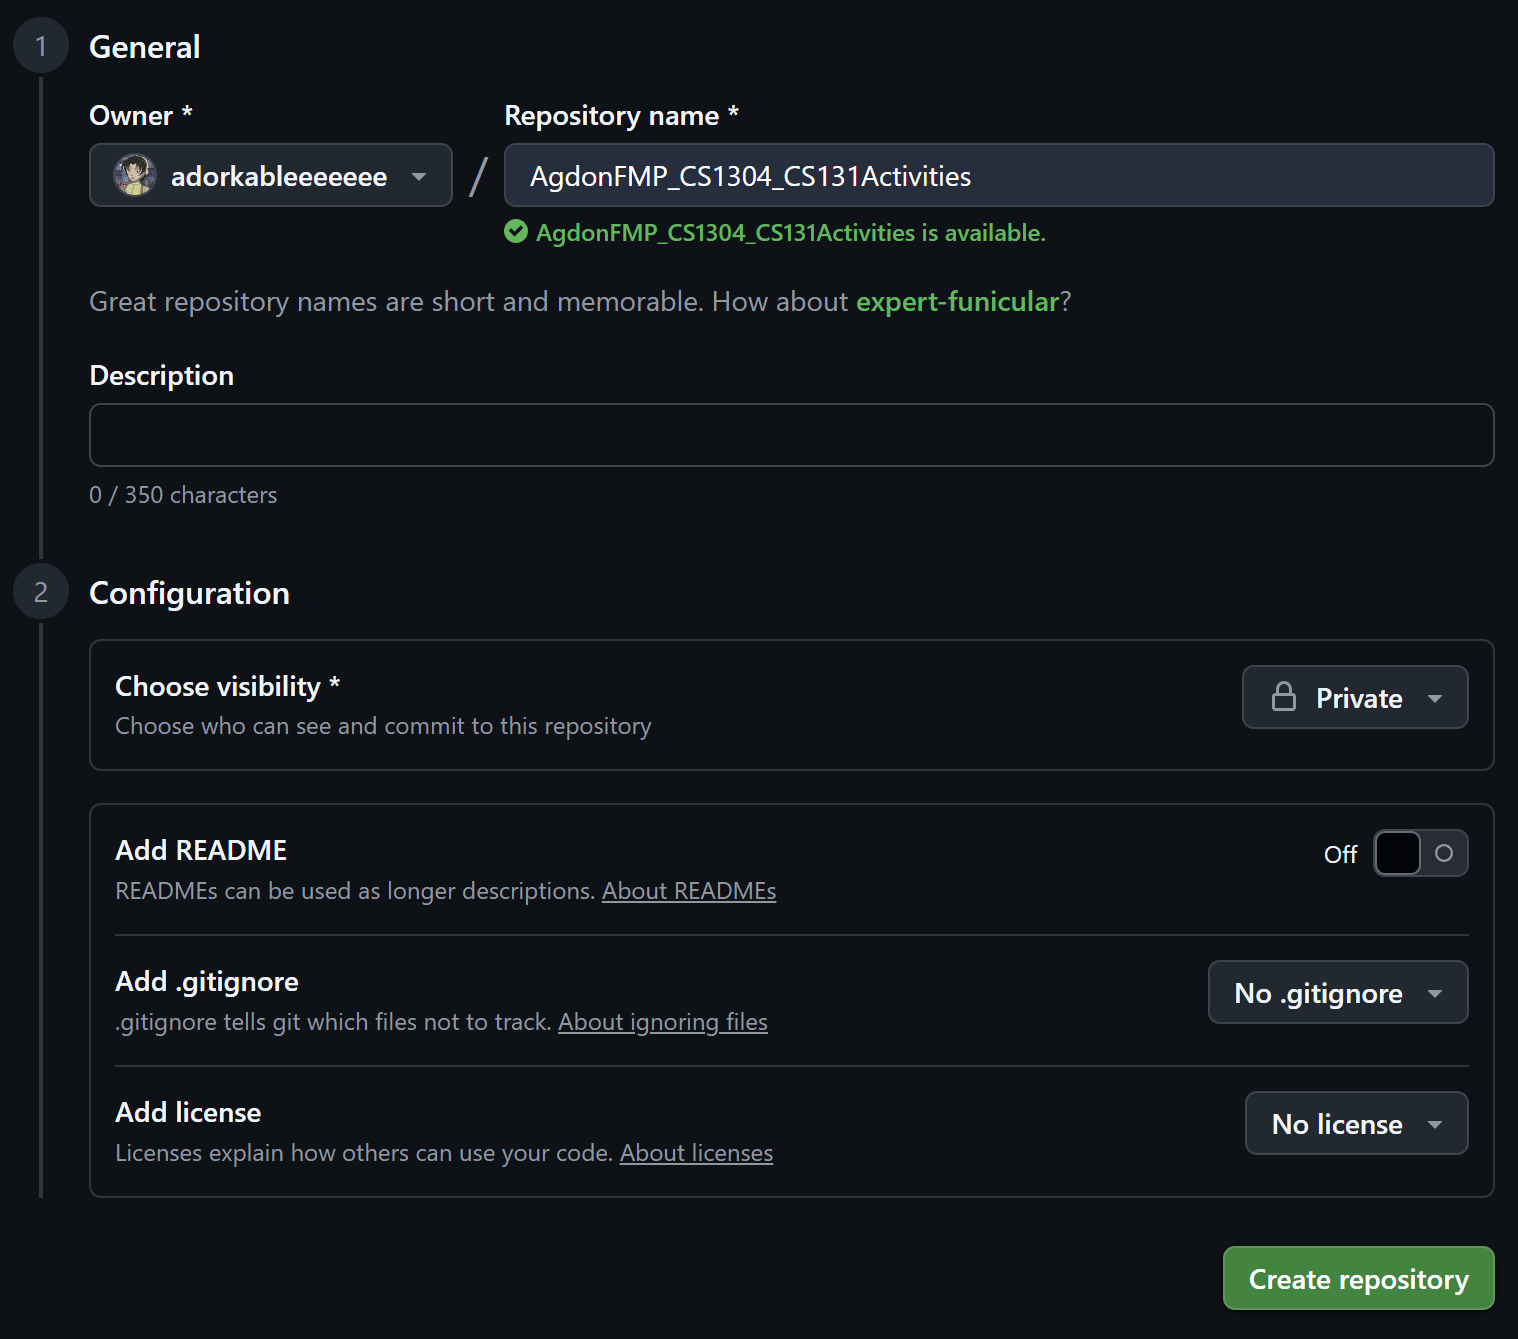 1
General
Owner *
Repository name *
adorkableeeeeee
/
AgdonFMP_CS1304_CS131Activities
AgdonFMP_CS1304_CS131Activities is available.
Great repository names are short and memorable. How about expert-funicular?
Description
0 / 350 characters
2
Configuration
Choose visibility *
Choose who can see and commit to this repository
Private
Add README
READMEs can be used as longer descriptions. About READMEs
Off
Add .gitignore
.gitignore tells git which files not to track. About ignoring files
No .gitignore
Add license
Licenses explain how others can use your code. About licenses
No license
Create repository